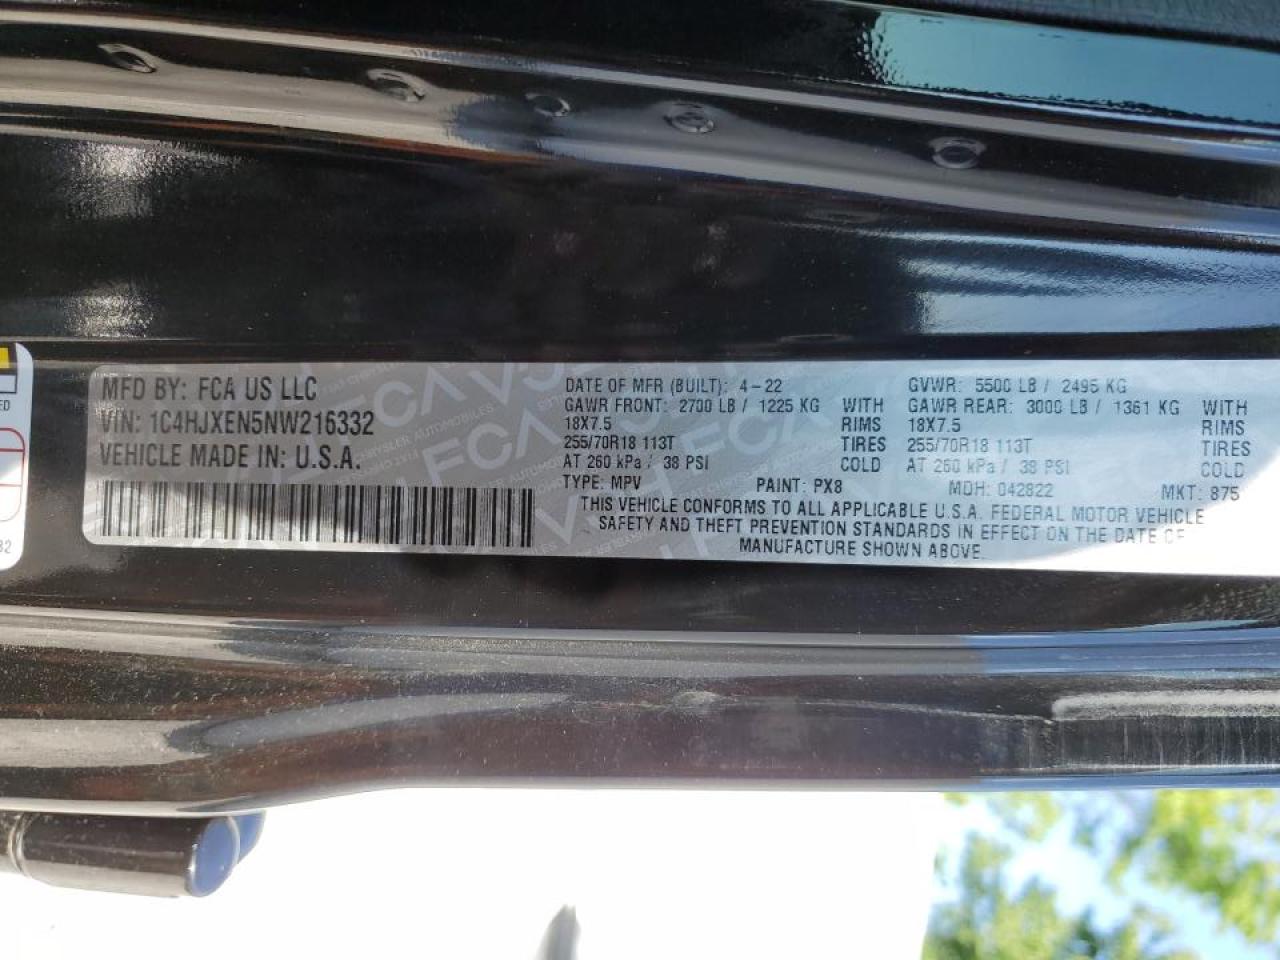 MFD BY: FCA US LLC
VIN: 1C4HJXEN5NW216332
VEHICLE MADE IN: U.S.A.
DATE OF MFR (BUILT): 4-22 GVWR: 5500 LB / 2495 KG
GAWR FRONT: 2700 LB / 1225 KG WITH GAWR REAR: 3000 LB / 1361 KG WITH
18X7.5 RIMS 18X7.5 RIMS
255/70R18 113T TIRES 255/70R18 113T TIRES
AT 260 kPa / 38 PSI COLD AT 260 kPa / 38 PSI COLD
TYPE: MPV PAINT: PX8 MDH: 042822 MKT: 875
THIS VEHICLE CONFORMS TO ALL APPLICABLE U.S.A. FEDERAL MOTOR VEHICLE
SAFETY AND THEFT PREVENTION STANDARDS IN EFFECT ON THE DATE OF
MANUFACTURE SHOWN ABOVE.